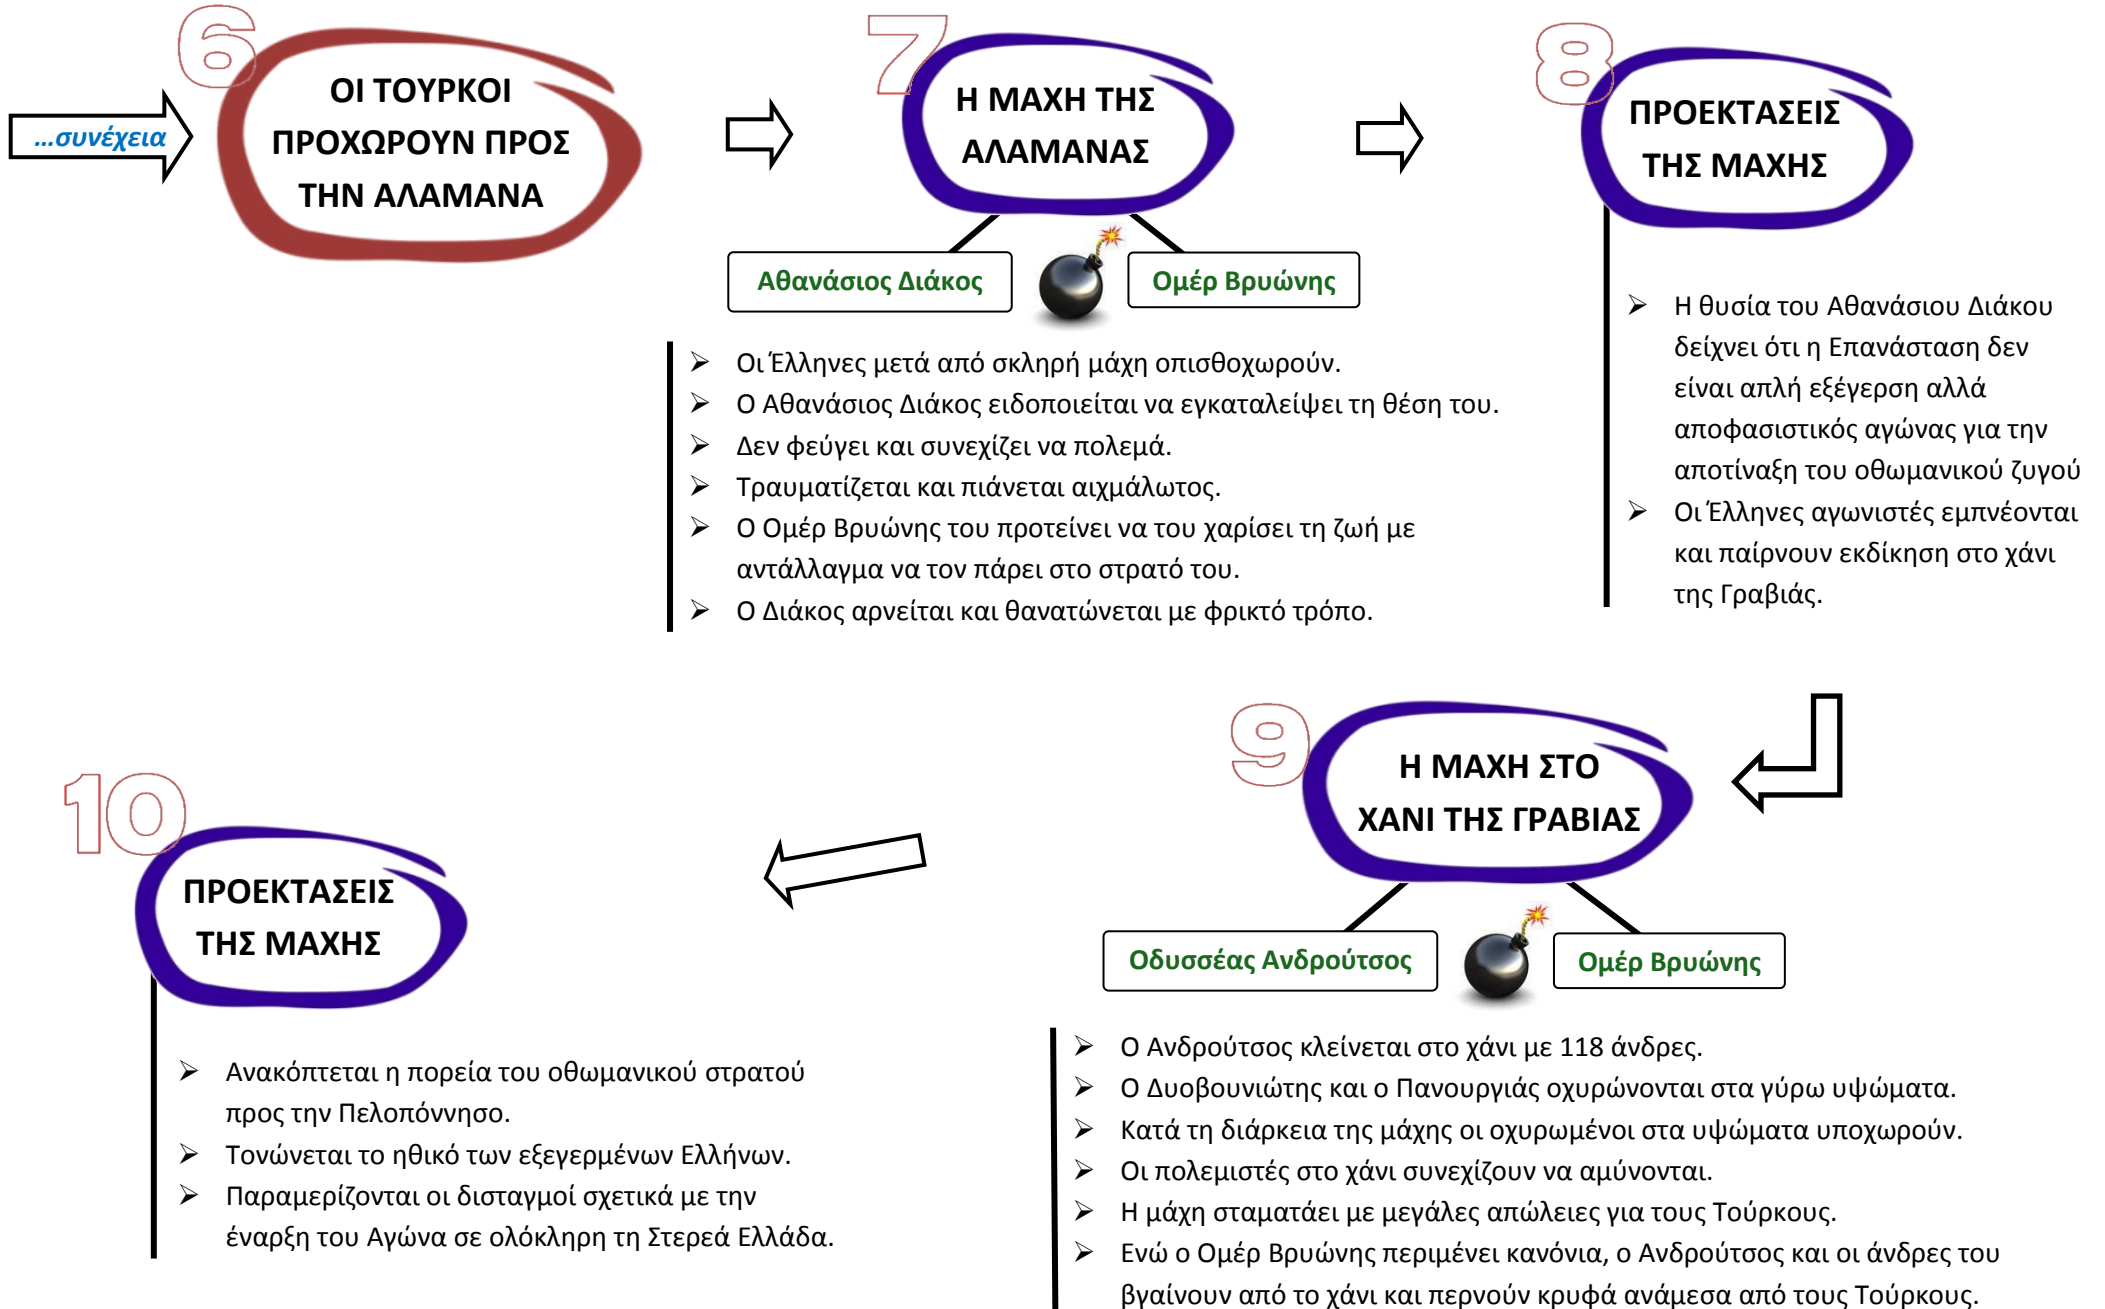 ...συνέχεια
6
ΟΙ ΤΟΥΡΚΟΙ
ΠΡΟΧΩΡΟΥΝ ΠΡΟΣ
ΤΗΝ ΑΛΑΜΑΝΑ
7
Η ΜΑΧΗ ΤΗΣ
ΑΛΑΜΑΝΑΣ
Αθανάσιος Διάκος
Ομέρ Βρυώνης
➢ Οι Έλληνες μετά από σκληρή μάχη οπισθοχωρούν.
➢ Ο Αθανάσιος Διάκος ειδοποιείται να εγκαταλείψει τη θέση του.
➢ Δεν φεύγει και συνεχίζει να πολεμά.
➢ Τραυματίζεται και πιάνεται αιχμάλωτος.
➢ Ο Ομέρ Βρυώνης του προτείνει να του χαρίσει τη ζωή με
αντάλλαγμα να τον πάρει στο στρατό του.
➢ Ο Διάκος αρνείται και θανατώνεται με φρικτό τρόπο.
8
ΠΡΟΕΚΤΑΣΕΙΣ
ΤΗΣ ΜΑΧΗΣ
➢ Η θυσία του Αθανάσιου Διάκου
δείχνει ότι η Επανάσταση δεν
είναι απλή εξέγερση αλλά
αποφασιστικός αγώνας για την
αποτίναξη του οθωμανικού ζυγού
➢ Οι Έλληνες αγωνιστές εμπνέονται
και παίρνουν εκδίκηση στο χάνι
της Γραβιάς.
9
Η ΜΑΧΗ ΣΤΟ
ΧΑΝΙ ΤΗΣ ΓΡΑΒΙΑΣ
Οδυσσέας Ανδρούτσος
Ομέρ Βρυώνης
➢ Ο Ανδρούτσος κλείνεται στο χάνι με 118 άνδρες.
➢ Ο Δυοβουνιώτης και ο Πανουργιάς οχυρώνονται στα γύρω υψώματα.
➢ Κατά τη διάρκεια της μάχης οι οχυρωμένοι στα υψώματα υποχωρούν.
➢ Οι πολεμιστές στο χάνι συνεχίζουν να αμύνονται.
➢ Η μάχη σταματάει με μεγάλες απώλειες για τους Τούρκους.
➢ Ενώ ο Ομέρ Βρυώνης περιμένει κανόνια, ο Ανδρούτσος και οι άνδρες του
βγαίνουν από το χάνι και περνούν κρυφά ανάμεσα από τους Τούρκους.
10
ΠΡΟΕΚΤΑΣΕΙΣ
ΤΗΣ ΜΑΧΗΣ
➢ Ανακόπτεται η πορεία του οθωμανικού στρατού
προς την Πελοπόννησο.
➢ Τονώνεται το ηθικό των εξεγερμένων Ελλήνων.
➢ Παραμερίζονται οι δισταγμοί σχετικά με την
έναρξη του Αγώνα σε ολόκληρη τη Στερεά Ελλάδα.